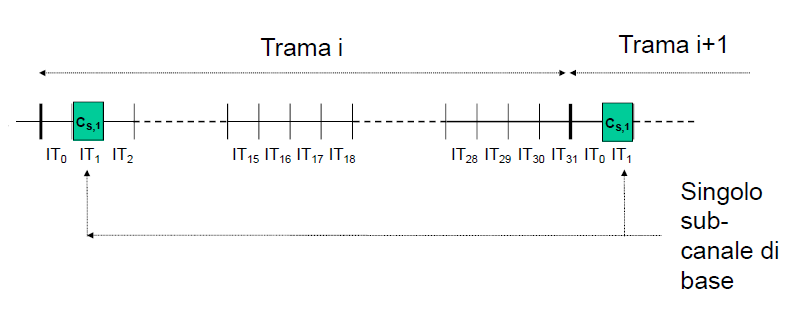 Trama i
Trama i+1
Cs,1
Cs,1
IT0 IT1 IT2 IT15 IT16 IT17 IT18 IT28 IT29 IT30 IT31 IT0 IT1
Singolo
sub-
canale di
base